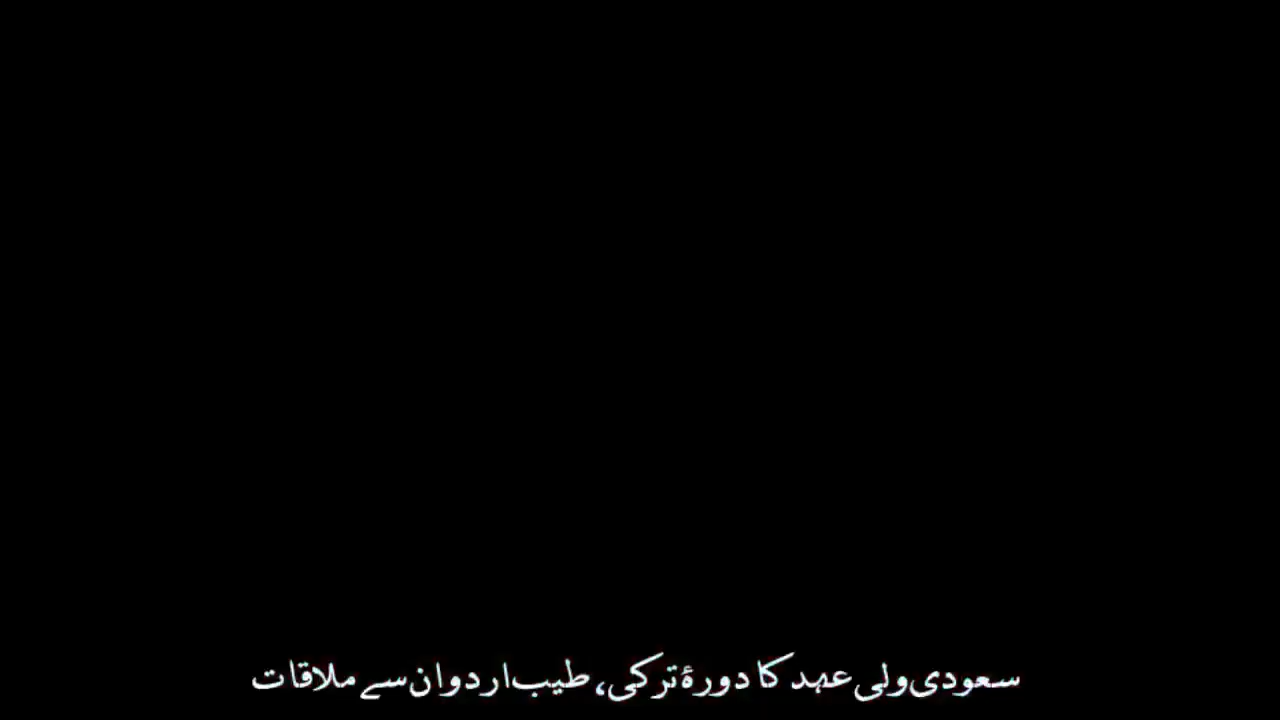 سعودی ولی عہد کا دورۂ ترکی، طیب اردوان سے ملاقات